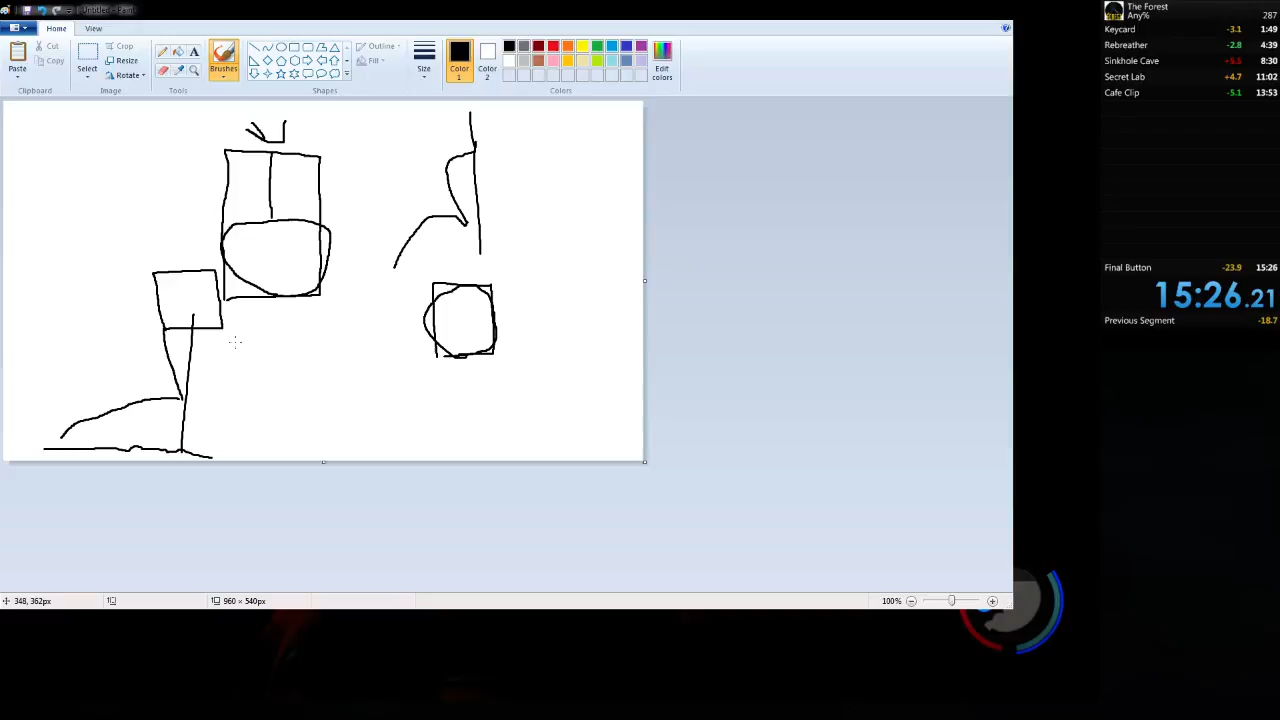 Untitled - Paint
Home View
Paste
Cut
Copy
Clipboard
Select
Crop
Resize
Rotate
Image
A
Tools
Brushes
Outline
Fill
Shapes
Size
Color 1
Color 2
Edit colors
Colors
348, 362px
960 × 540px
100%
The Forest
Any% 287
Keycard -3.1 1:49
Rebreather -2.8 4:39
Sinkhole Cave +5.5 8:30
Secret Lab +4.7 11:02
Cafe Clip -5.1 13:53
Final Button -23.9 15:26
15:26.21
Previous Segment -18.7